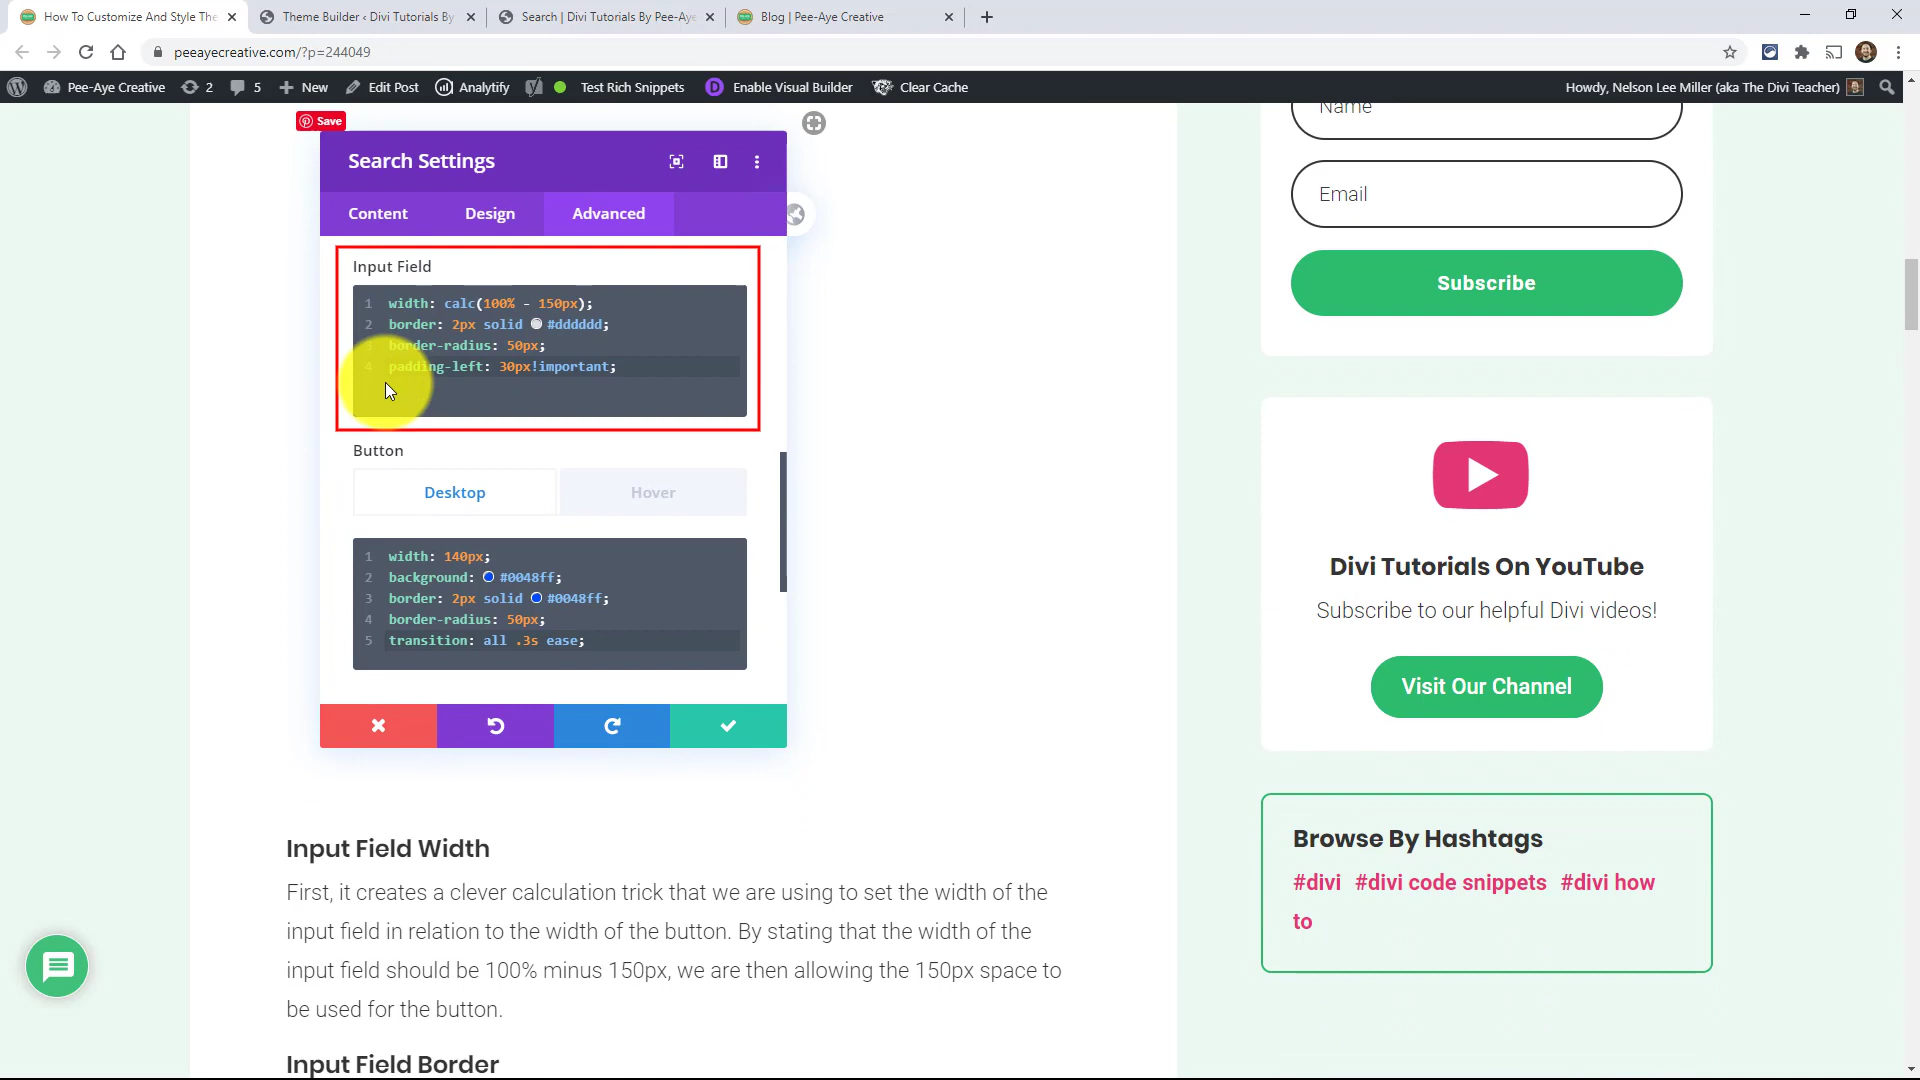 How To Customize And Style The
Theme Builder ‹ Divi Tutorials By
Search | Divi Tutorials By Pee-Aye
Blog | Pee-Aye Creative
peeayecreative.com/?p=244049
Pee-Aye Creative
2
5
New
Edit Post
Analytify
Test Rich Snippets
Enable Visual Builder
Clear Cache
Howdy, Nelson Lee Miller (aka The Divi Teacher)
Save
Search Settings
Content
Design
Advanced
Input Field
1 width: calc(100% - 150px);
2 border: 2px solid #dddddd;
3 border-radius: 50px;
4 padding-left: 30px!important;
Button
Desktop
Hover
1 width: 140px;
2 background: #0048ff;
3 border: 2px solid #0048ff;
4 border-radius: 50px;
5 transition: all .3s ease;
Input Field Width
First, it creates a clever calculation trick that we are using to set the width of the
input field in relation to the width of the button. By stating that the width of the
input field should be 100% minus 150px, we are then allowing the 150px space to
be used for the button.
Input Field Border
Name
Email
Subscribe
Divi Tutorials On YouTube
Subscribe to our helpful Divi videos!
Visit Our Channel
Browse By Hashtags
#divi #divi code snippets #divi how
to